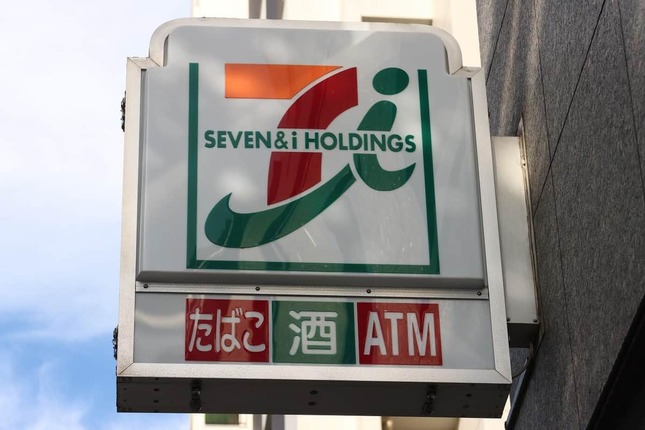 SEVEN & i HOLDINGS
たばこ 酒 ATM